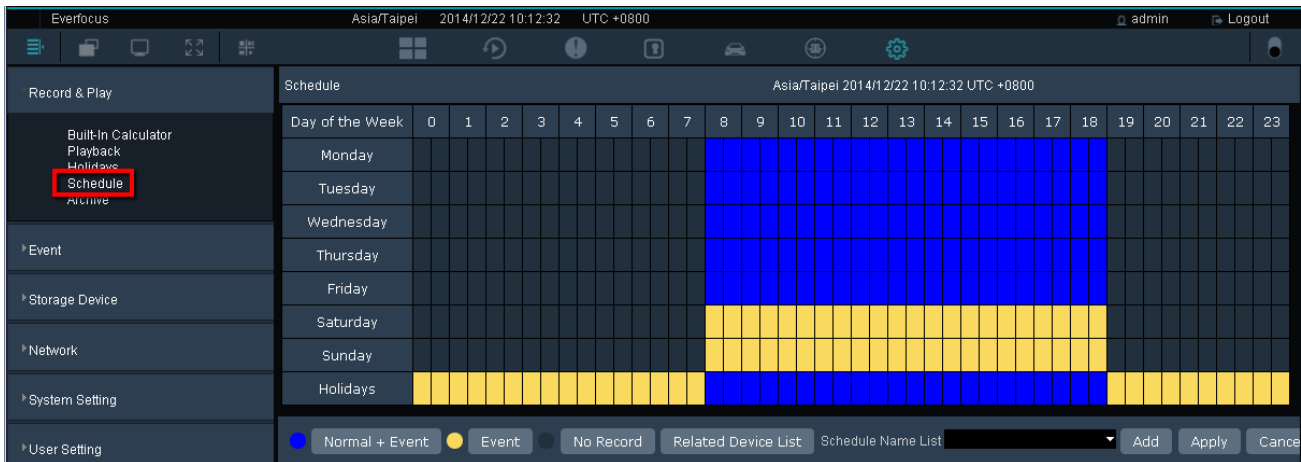 Everfocus Asia/Taipei 2014/12/22 10:12:32 UTC +0800 admin Logout
Record & Play
Built-In Calculator
Playback
Holidays
Schedule
Archive
Event
Storage Device
Network
System Setting
User Setting
Schedule Asia/Taipei 2014/12/22 10:12:32 UTC +0800
Day of the Week 0 1 2 3 4 5 6 7 8 9 10 11 12 13 14 15 16 17 18 19 20 21 22 23
Monday
Tuesday
Wednesday
Thursday
Friday
Saturday
Sunday
Holidays
Normal + Event Event No Record Related Device List Schedule Name List Add Apply Cance